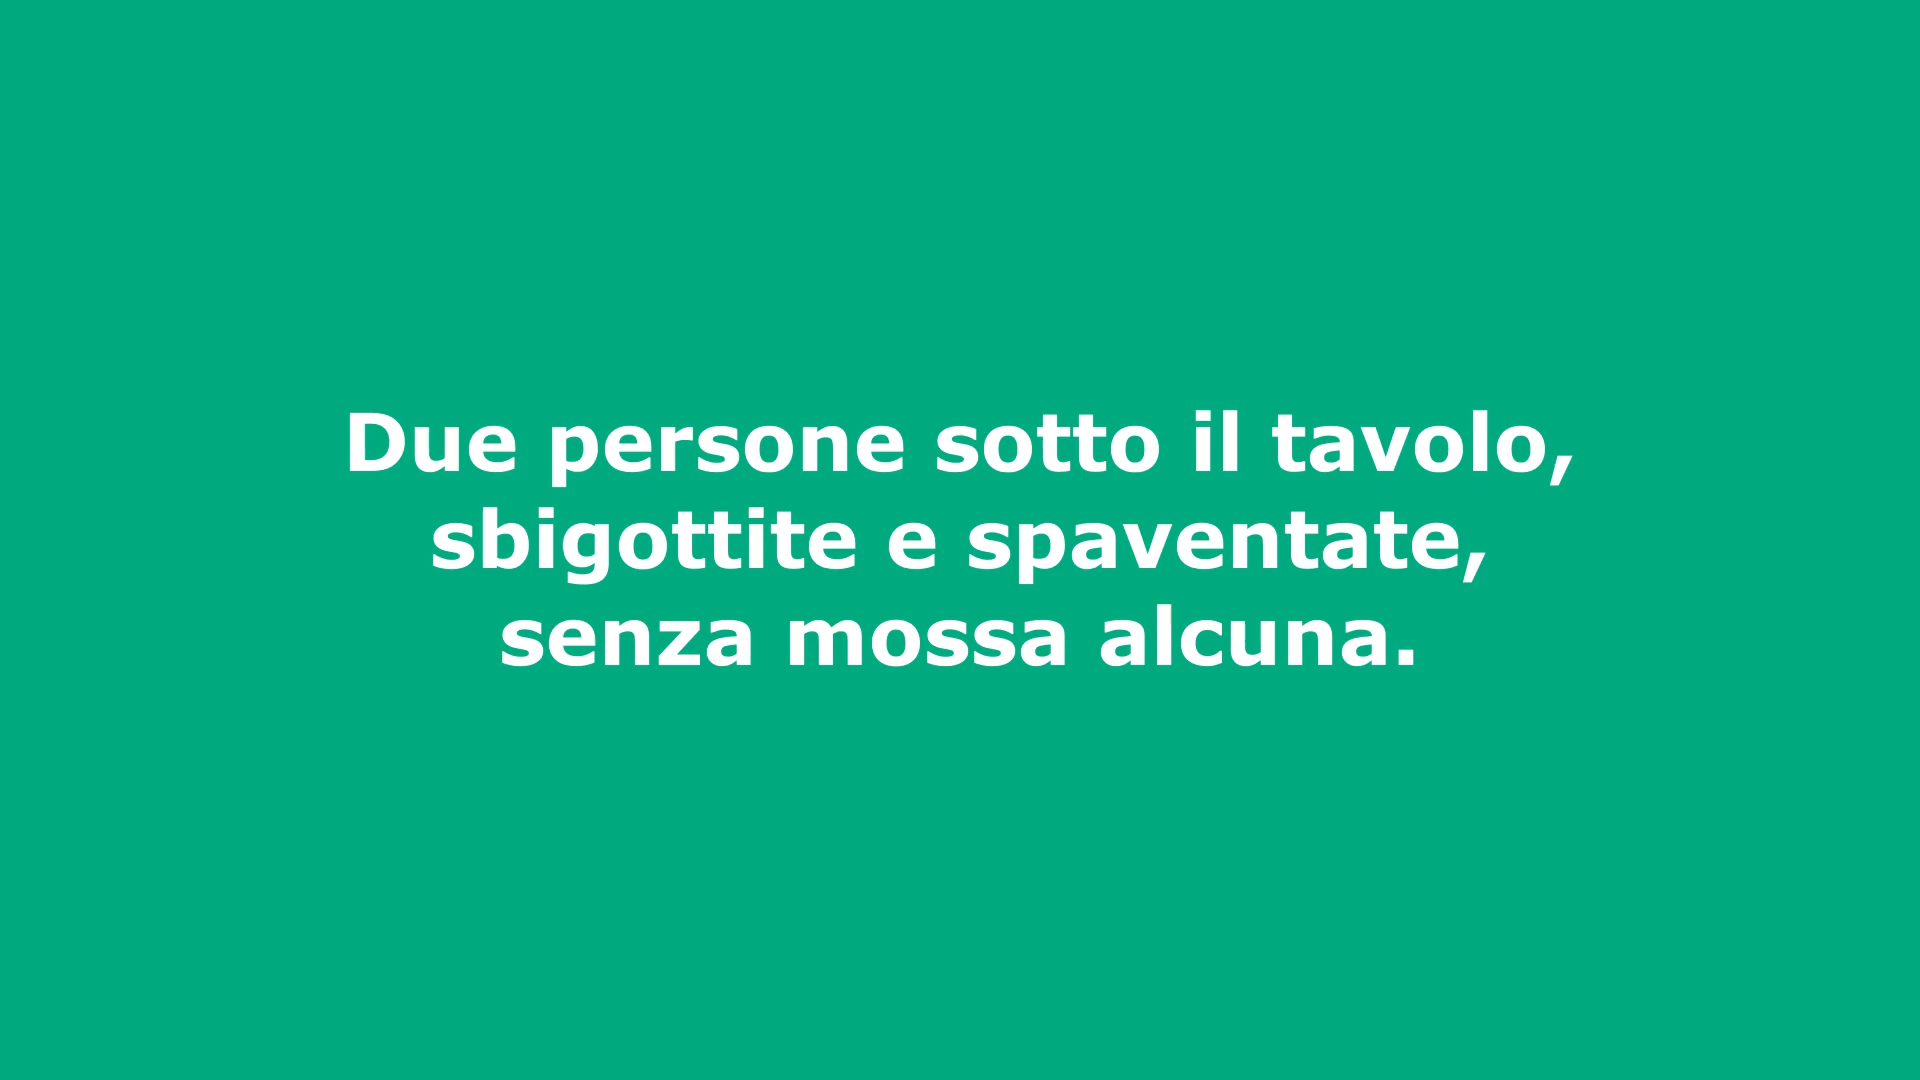 Due persone sotto il tavolo,
sbigottite e spaventate,
senza mossa alcuna.